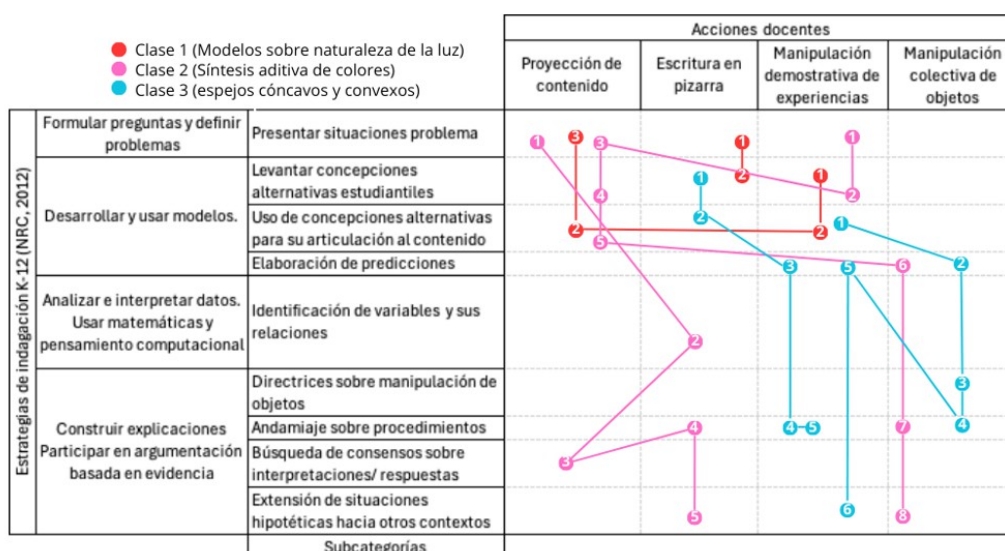 Clase 1 (Modelos sobre naturaleza de la luz)
Clase 2 (Síntesis aditiva de colores)
Clase 3 (espejos cóncavos y convexos)
Acciones docentes
Proyección de
contenido
Escritura en
pizarra
Manipulación
demostrativa de
experiencias
Manipulación
colectiva de
objetos
Estrategias de indagación K-12 (NRC, 2012)
Formular preguntas y definir
problemas
Presentar situaciones problema
Desarrollar y usar modelos.
Levantar concepciones
alternativas estudiantiles
Uso de concepciones alternativas
para su articulación al contenido
Elaboración de predicciones
Analizar e interpretar datos.
Usar matemáticas y
pensamiento computacional
Identificación de variables y sus
relaciones
Construir explicaciones
Participar en argumentación
basada en evidencia
Directrices sobre manipulación de
objetos
Andamiaje sobre procedimientos
Búsqueda de consensos sobre
interpretaciones/ respuestas
Extensión de situaciones
hipotéticas hacia otros contextos
Subcategorías
1 3 3 1 1
4 1 2 1 2
2 5 2 2 1
3 5 6 2
2
3
4 4 5 7 4
3
5 6 8